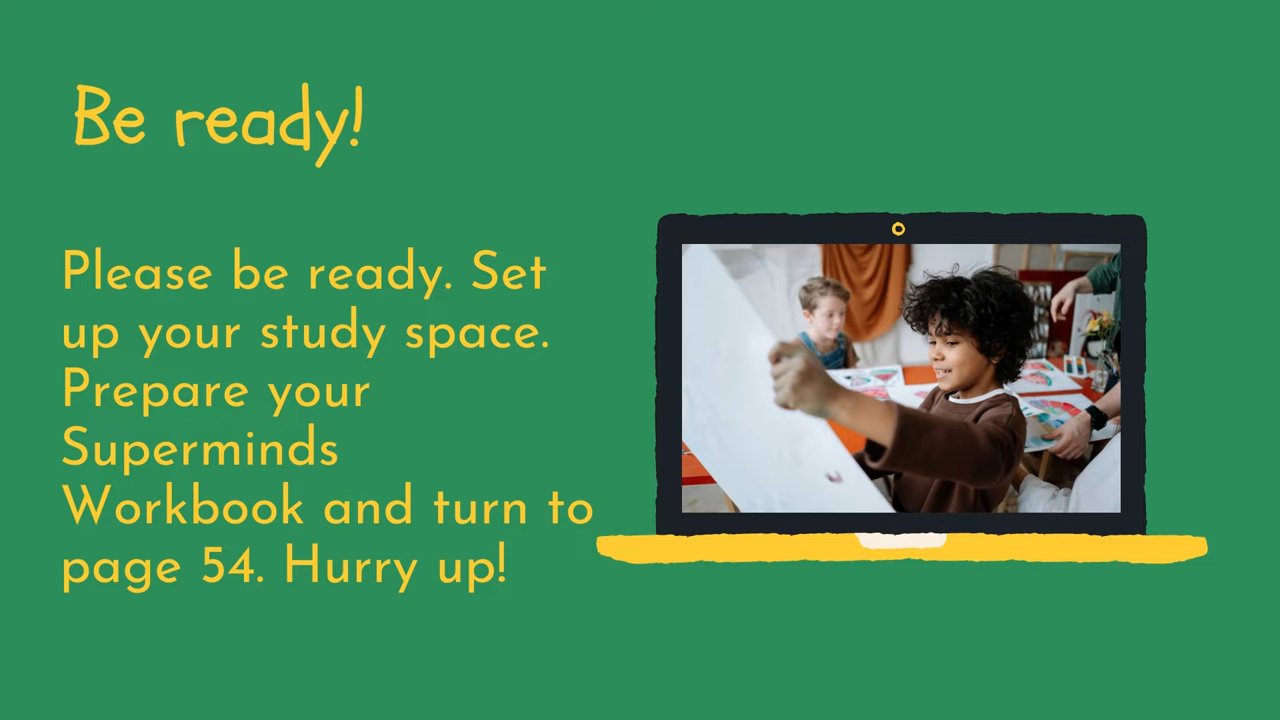 Be ready!
Please be ready. Set
up your study space.
Prepare your
Superminds
Workbook and turn to
page 54. Hurry up!